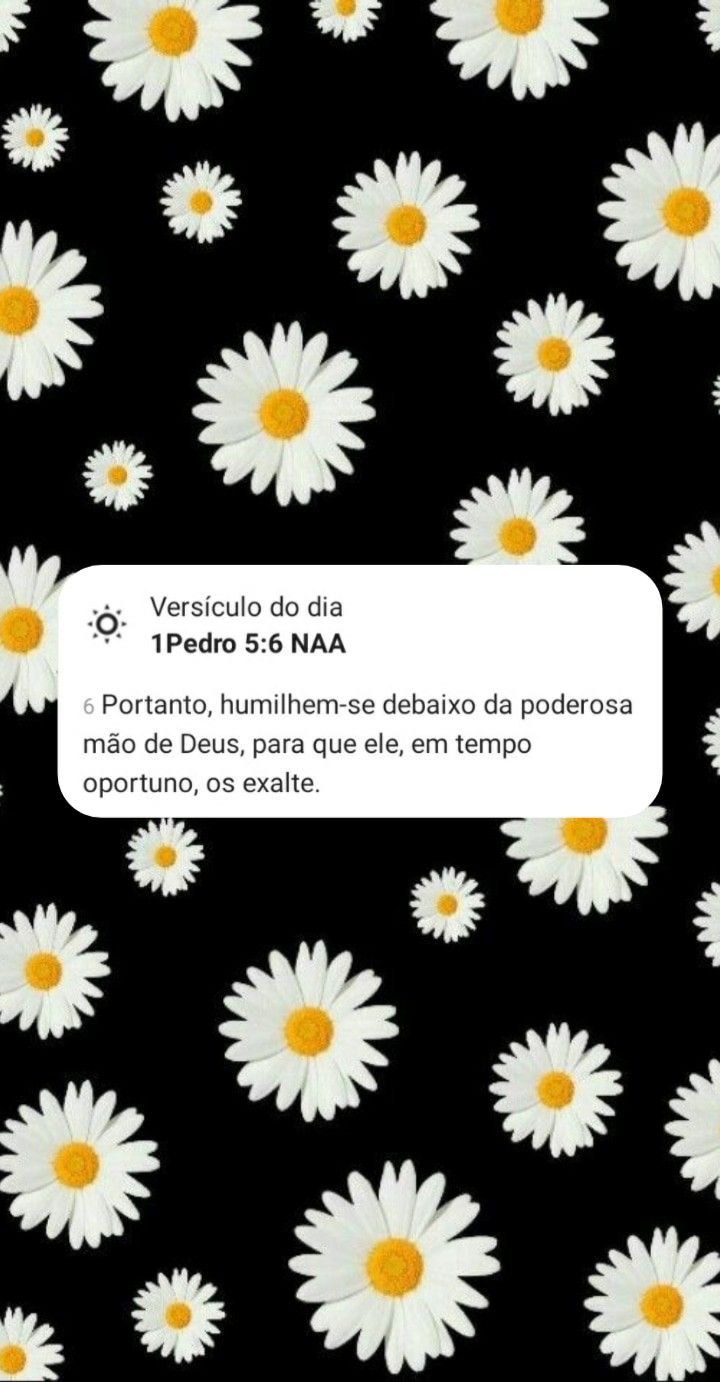 Versículo do dia
1Pedro 5:6 NAA
6 Portanto, humilhem-se debaixo da poderosa
mão de Deus, para que ele, em tempo
oportuno, os exalte.